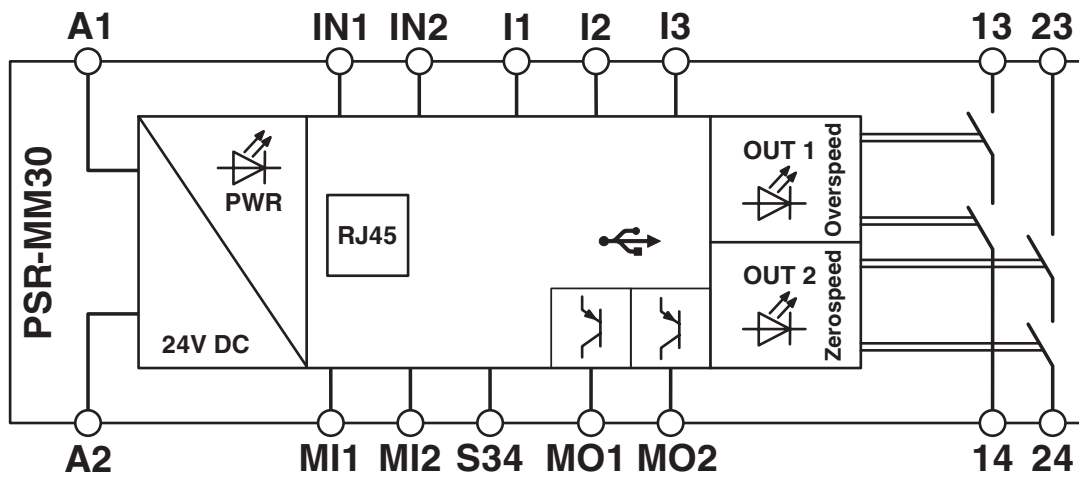 A1 IN1 IN2 I1 I2 I3 13 23
PSR-MM30
PWR
24V DC
RJ45
OUT 1
Overspeed
OUT 2
Zerospeed
A2 MI1 MI2 S34 MO1 MO2 14 24